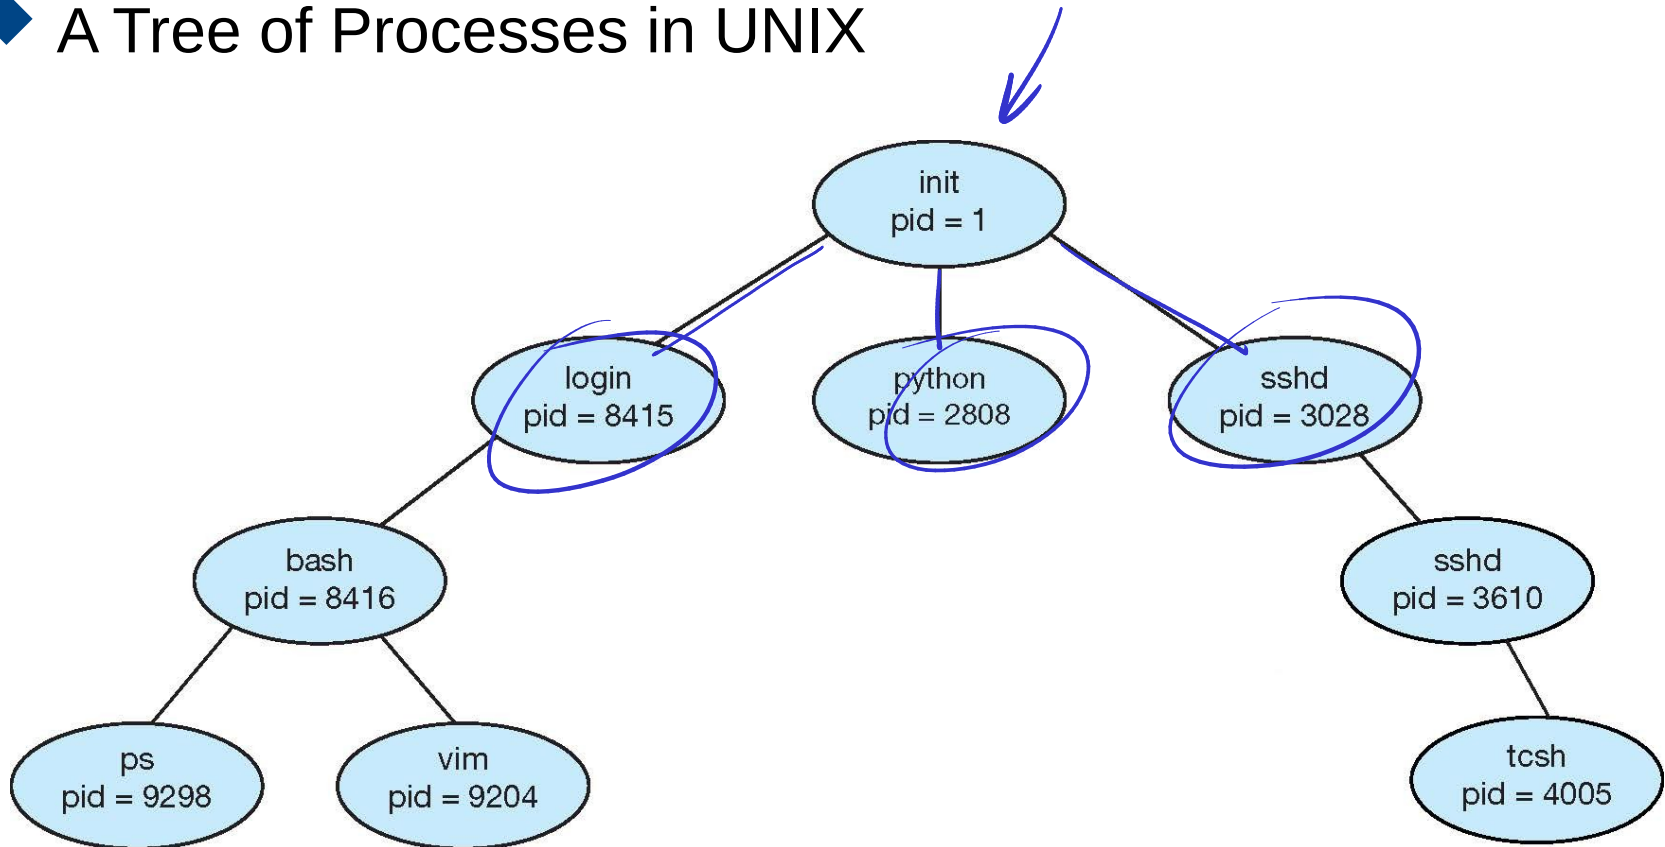 A Tree of Processes in UNIX
init
pid = 1
login
pid = 8415
python
pid = 2808
sshd
pid = 3028
bash
pid = 8416
sshd
pid = 3610
ps
pid = 9298
vim
pid = 9204
tcsh
pid = 4005